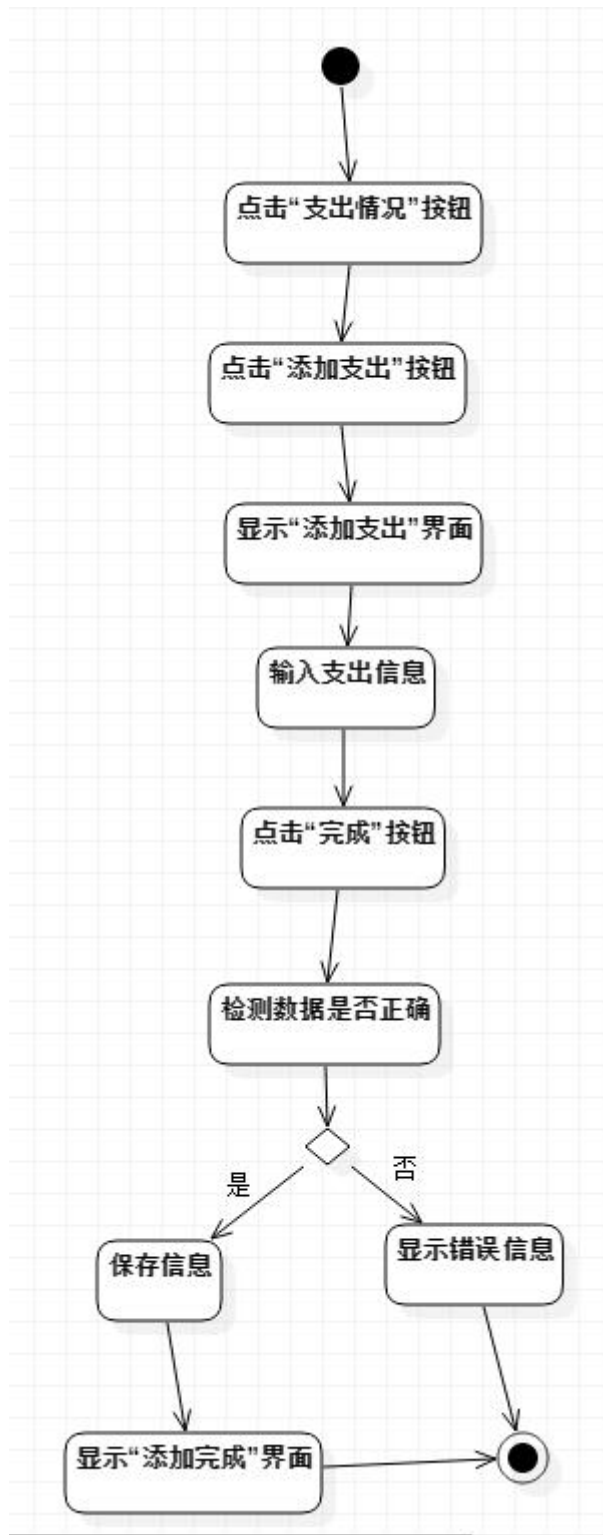 点击“支出情况”按钮
点击“添加支出”按钮
显示“添加支出”界面
输入支出信息
点击“完成”按钮
检测数据是否正确
是
否
保存信息
显示错误信息
显示“添加完成”界面